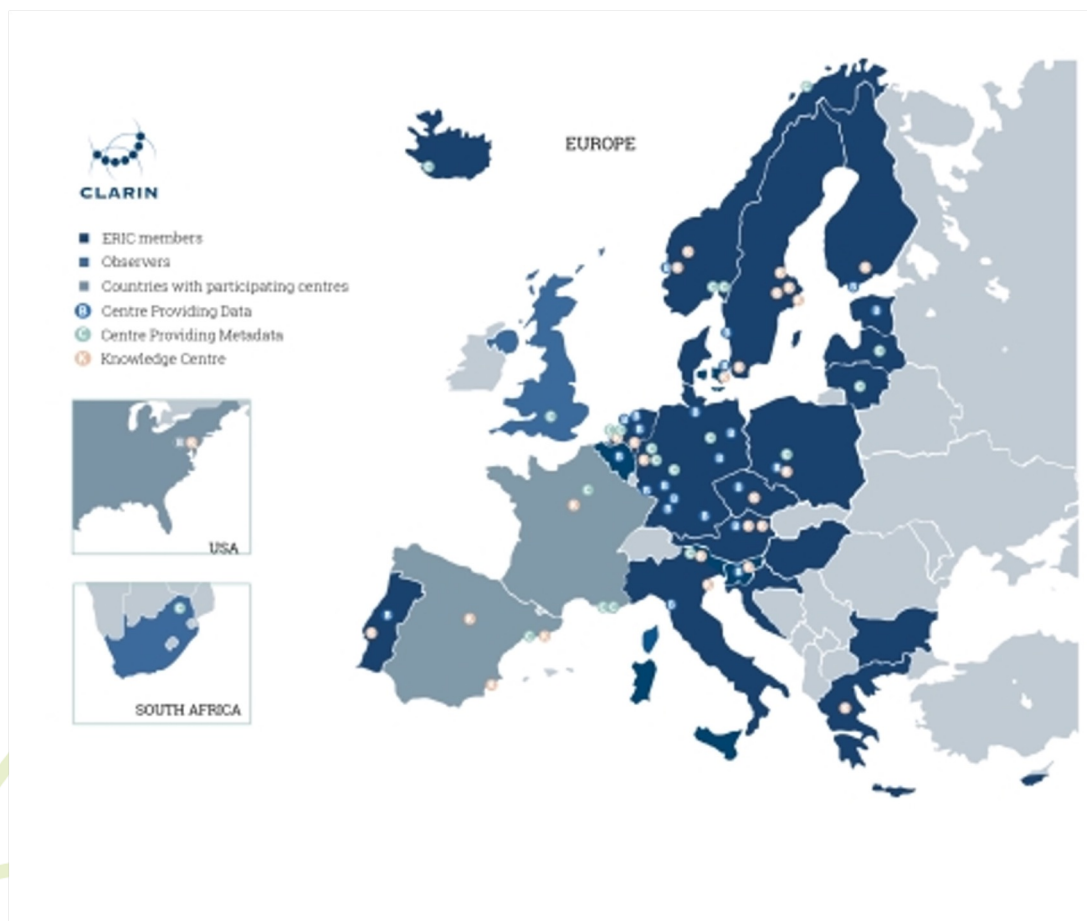 EUROPE
CLARIN
ERIC members
Observers
Countries with participating centres
B Centre Providing Data
C Centre Providing Metadata
K Knowledge Centre
USA
SOUTH AFRICA